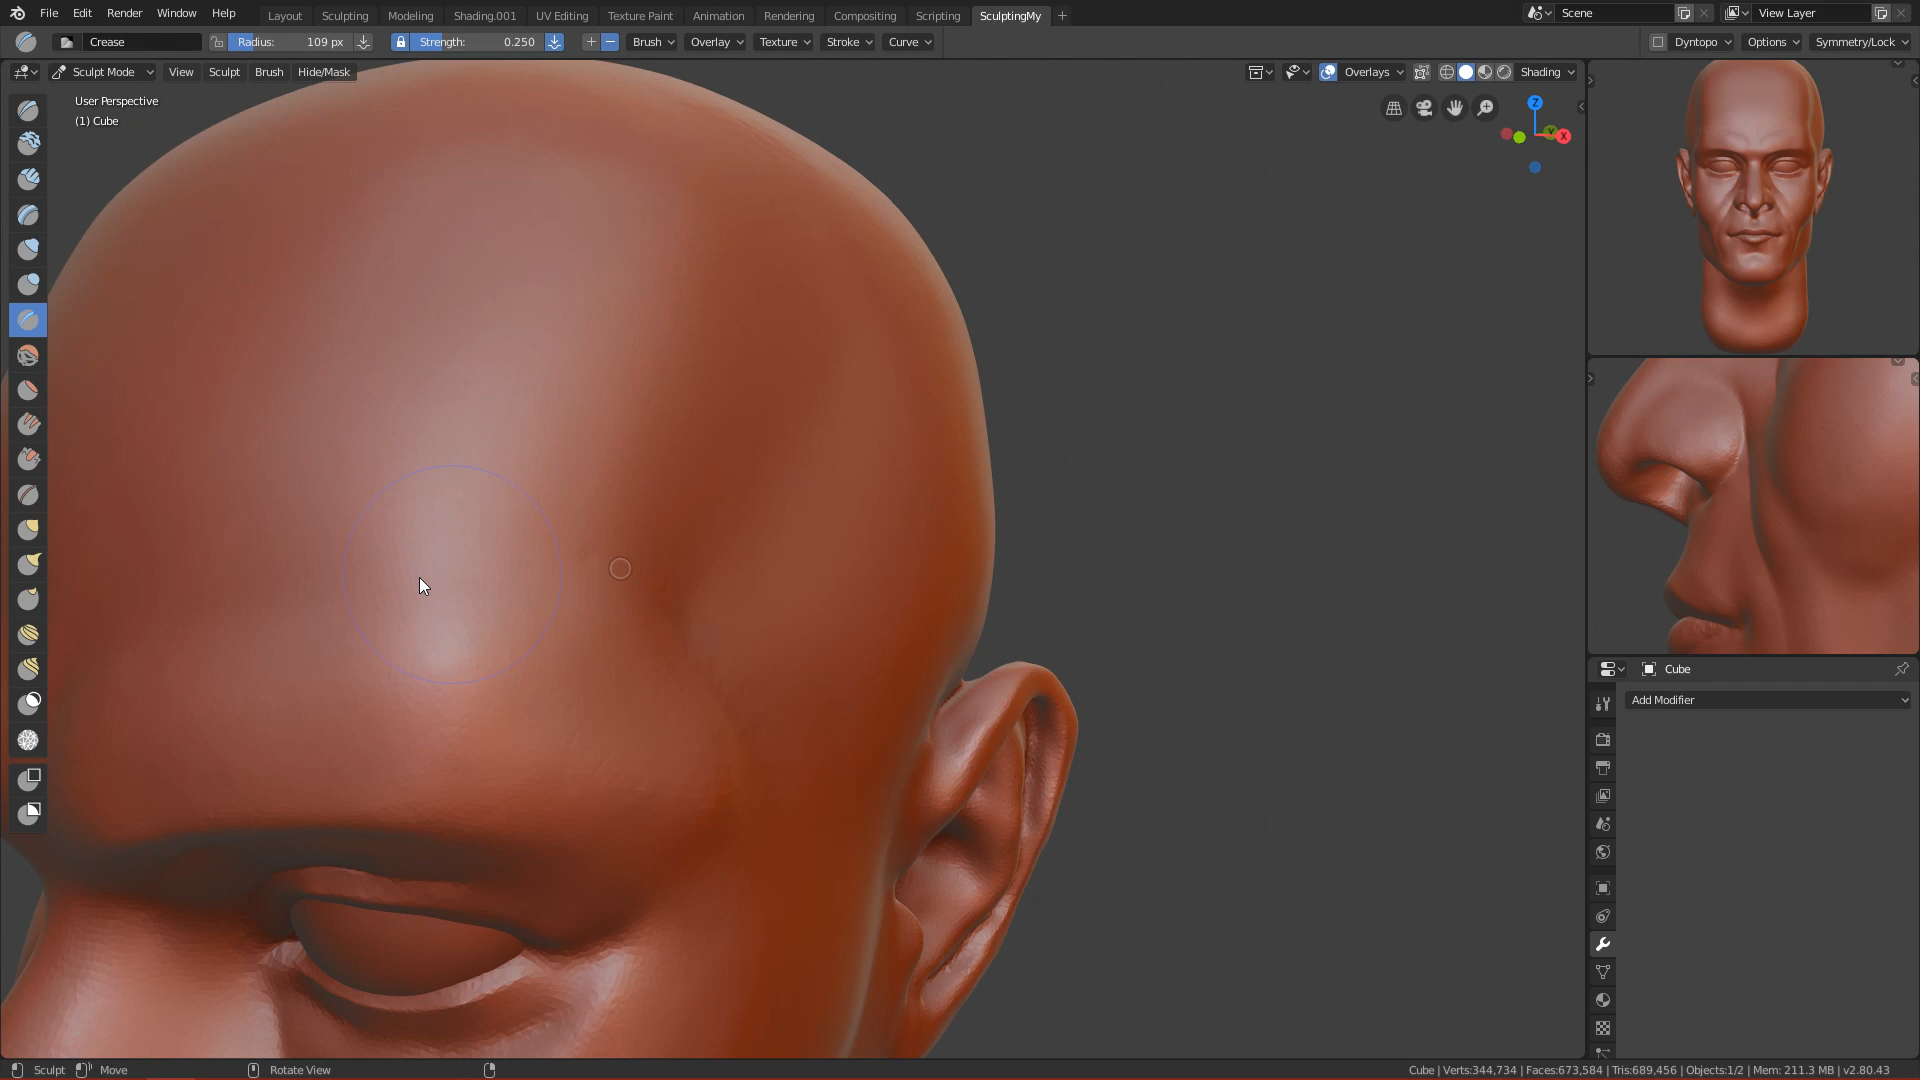 File Edit Render Window Help Layout Sculpting Modeling Shading.001 UV Editing Texture Paint Animation Rendering Compositing Scripting SculptingMy + Scene View Layer
Crease Radius: 109 px Strength: 0.250 Brush Overlay Texture Stroke Curve Dyntopo Options Symmetry/Lock
Sculpt Mode View Sculpt Brush Hide/Mask Overlays Shading
User Perspective
(1) Cube
Z
Y
X
Cube
Add Modifier
Sculpt Move Rotate View Cube | Verts:344,734 | Faces:673,584 | Tris:689,456 | Objects:1/2 | Mem: 211.3 MB | v2.80.43